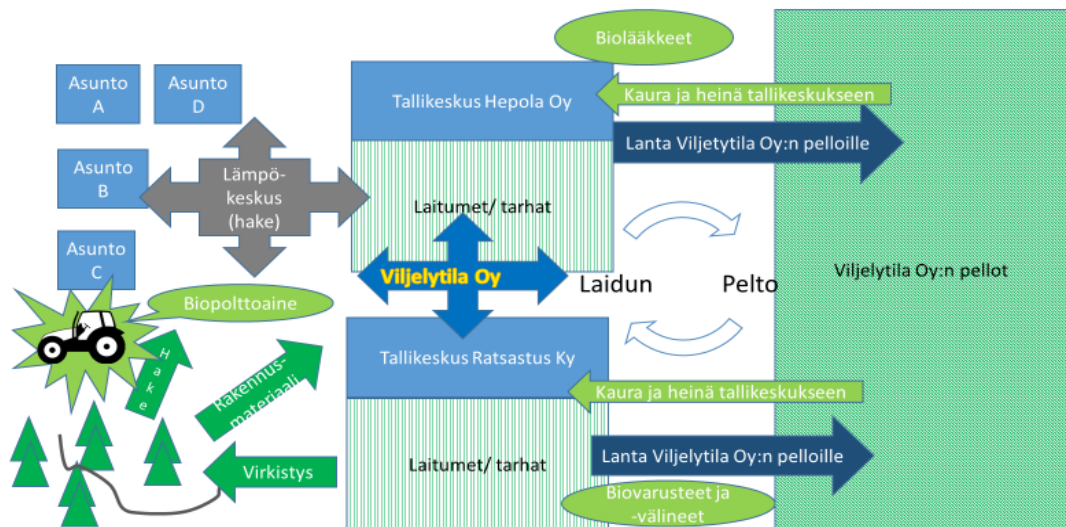 Biolääkkeet
Asunto
A
Asunto
D
Tallikeskus Hepola Oy
Kaura ja heinä tallikeskukseen
Lanta Viljetytila Oy:n pelloille
Asunto
B
Lämpö-
keskus
(hake)
Laitumet/ tarhat
Asunto
C
Viljelytila Oy
Laidun
Pelto
Viljelytila Oy:n pellot
Biopolttoaine
Hake
Rakennus-
materiaali
Tallikeskus Ratsastus Ky
Kaura ja heinä tallikeskukseen
Virkistys
Laitumet/ tarhat
Lanta Viljelytila Oy:n pelloille
Biovarusteet ja
-välineet